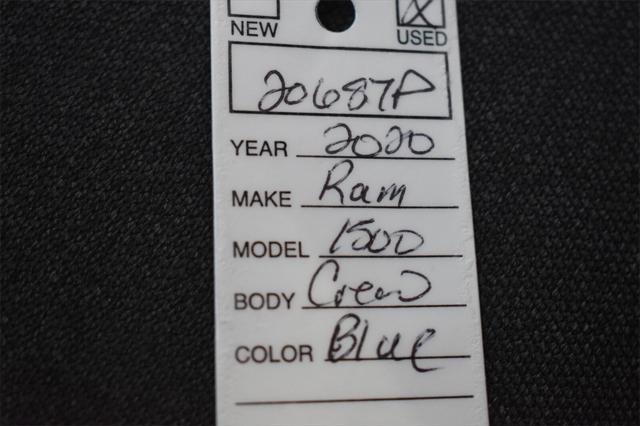 NEW USED
20687P
YEAR 2020
MAKE Ram
MODEL 1500
BODY Crew
COLOR Blue